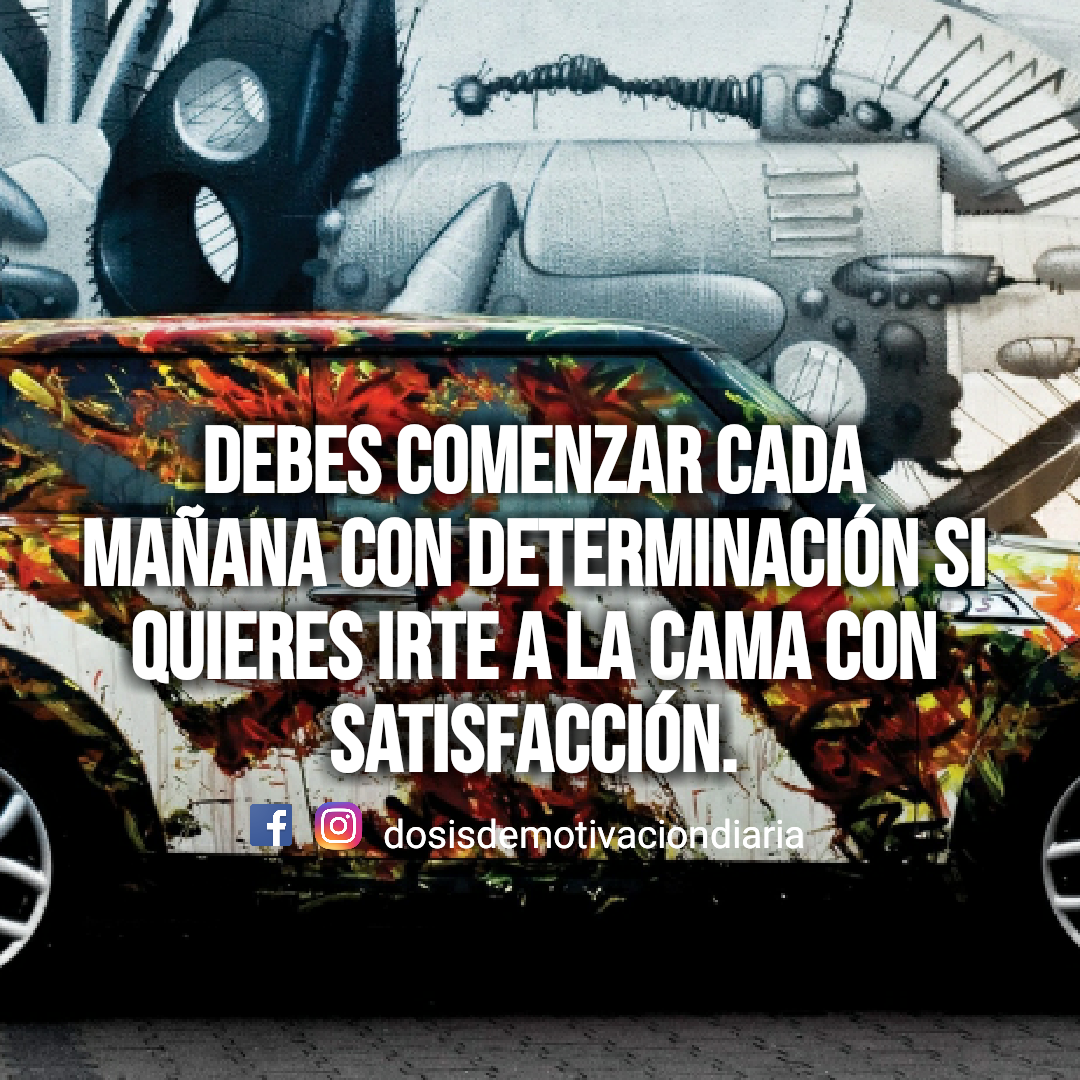 DEBES COMENZAR CADA
MAÑANA CON DETERMINACIÓN SI
QUIERES IRTE A LA CAMA CON
SATISFACCIÓN.
dosisdemotivaciondiaria